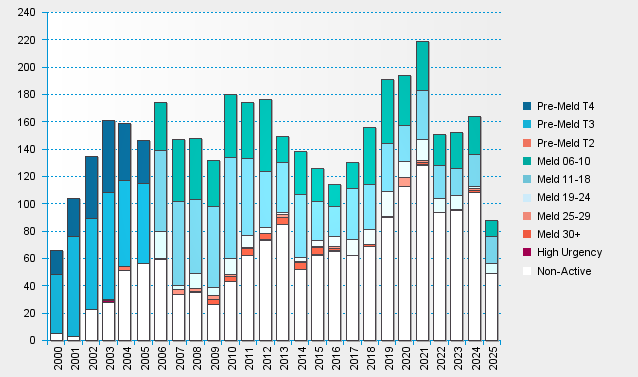 240
220
200
180
160
140
120
100
80
60
40
20
0
2000 2001 2002 2003 2004 2005 2006 2007 2008 2009 2010 2011 2012 2013 2014 2015 2016 2017 2018 2019 2020 2021 2022 2023 2024 2025
Pre-Meld T4
Pre-Meld T3
Pre-Meld T2
Meld 06-10
Meld 11-18
Meld 19-24
Meld 25-29
Meld 30+
High Urgency
Non-Active